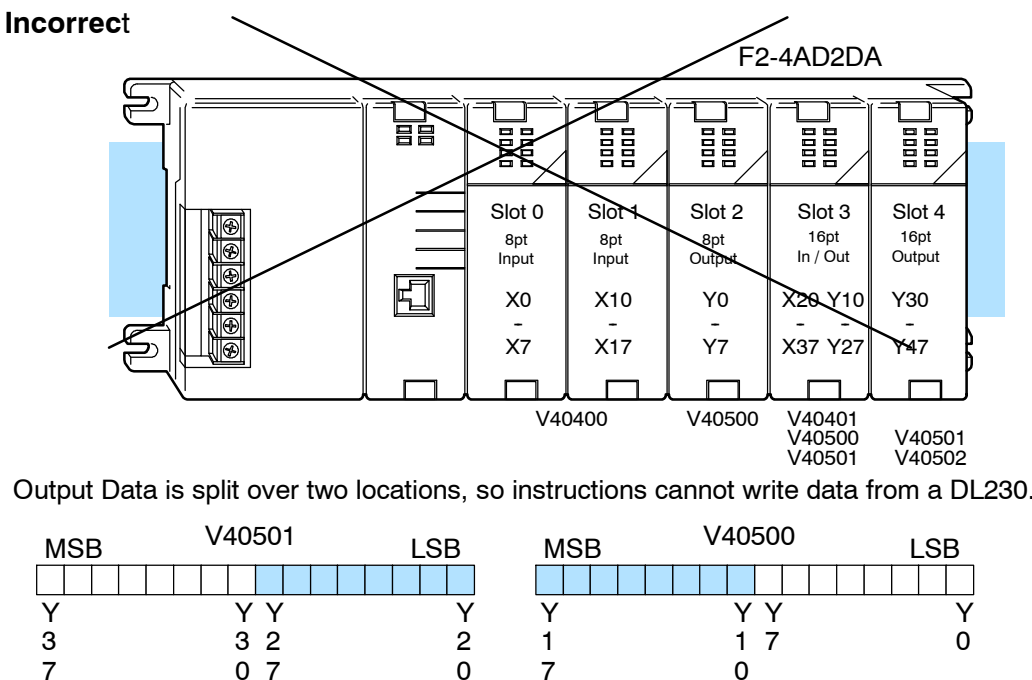 Incorrect
F2-4AD2DA
Slot 0 Slot 1 Slot 2 Slot 3 Slot 4
8pt 8pt 8pt 16pt 16pt
Input Input Output In / Out Output
X0 X10 Y0 X20 Y10 Y30
- - - - - -
X7 X17 Y7 X37 Y27 Y47
V40400 V40500 V40401
V40500 V40501
V40501 V40502
Output Data is split over two locations, so instructions cannot write data from a DL230.
MSB V40501 LSB MSB V40500 LSB
Y Y Y Y Y Y Y Y
3 3 2 2 1 1 7 0
7 0 7 0 7 0